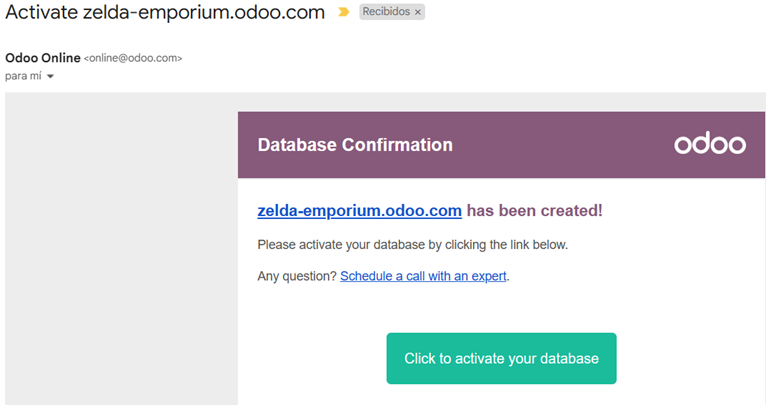 Activate zelda-emporium.odoo.com Recibidos ×
Odoo Online <online@odoo.com>
para mí
Database Confirmation odoo
zelda-emporium.odoo.com has been created!
Please activate your database by clicking the link below.
Any question? Schedule a call with an expert.
Click to activate your database